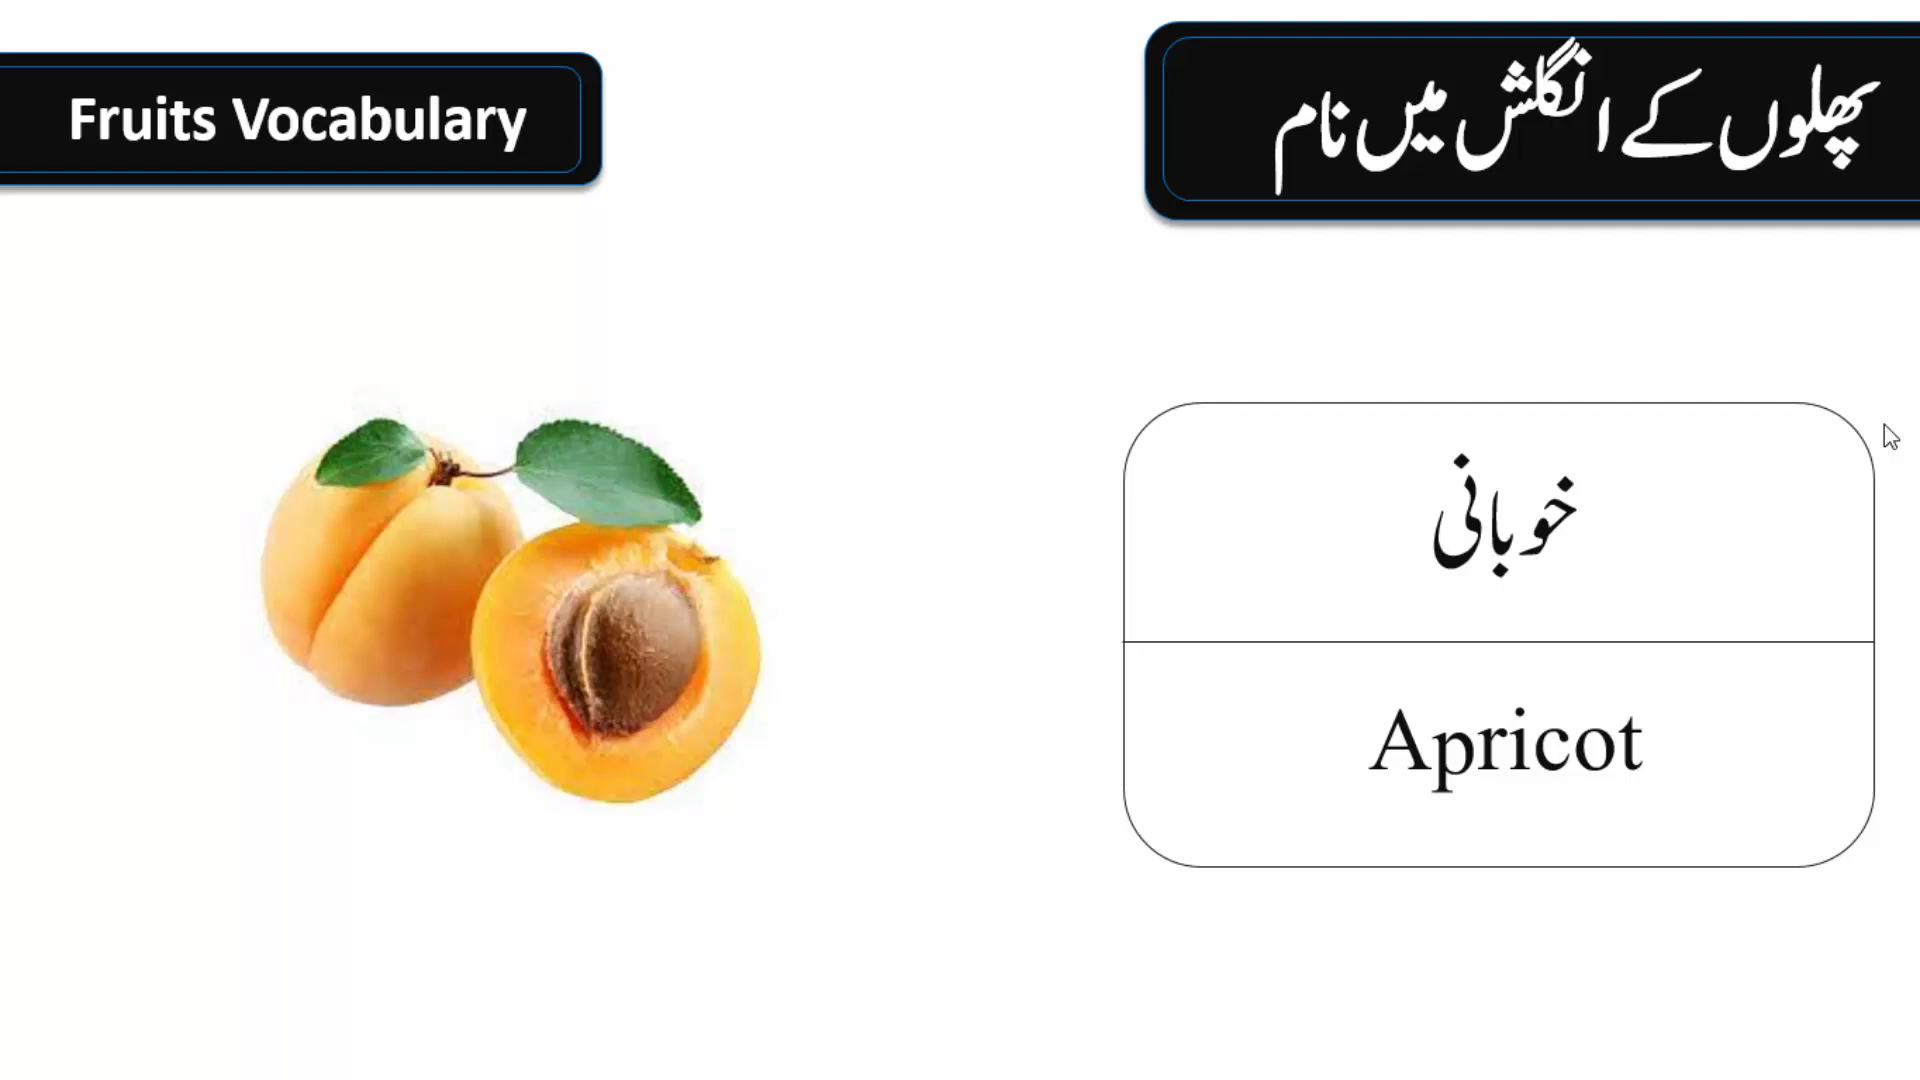 Fruits Vocabulary
پھلوں کے انگلش میں نام
خوبانی
Apricot